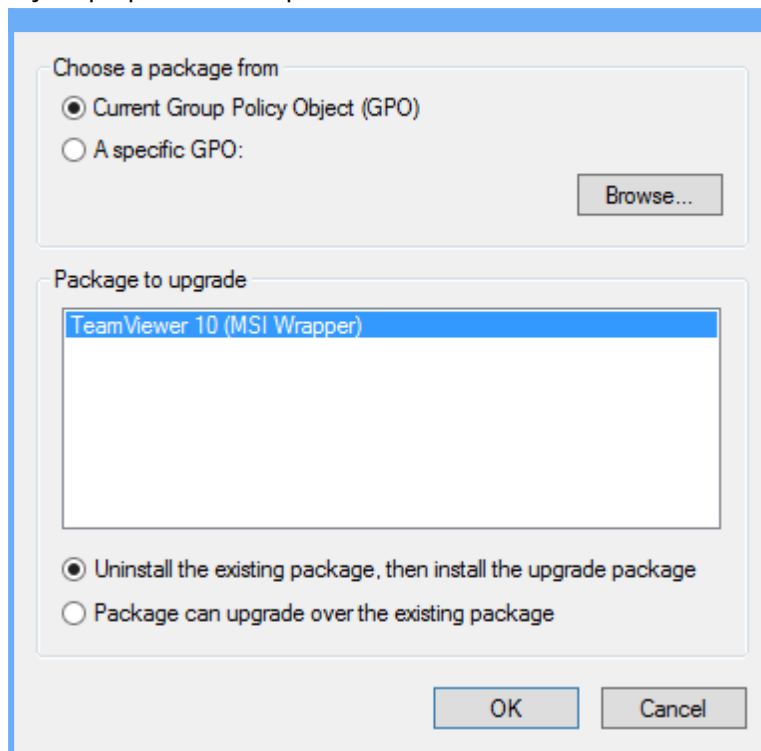 Choose a package from
Current Group Policy Object (GPO)
A specific GPO:
Browse...
Package to upgrade
TeamViewer 10 (MSI Wrapper)
Uninstall the existing package, then install the upgrade package
Package can upgrade over the existing package
OK
Cancel